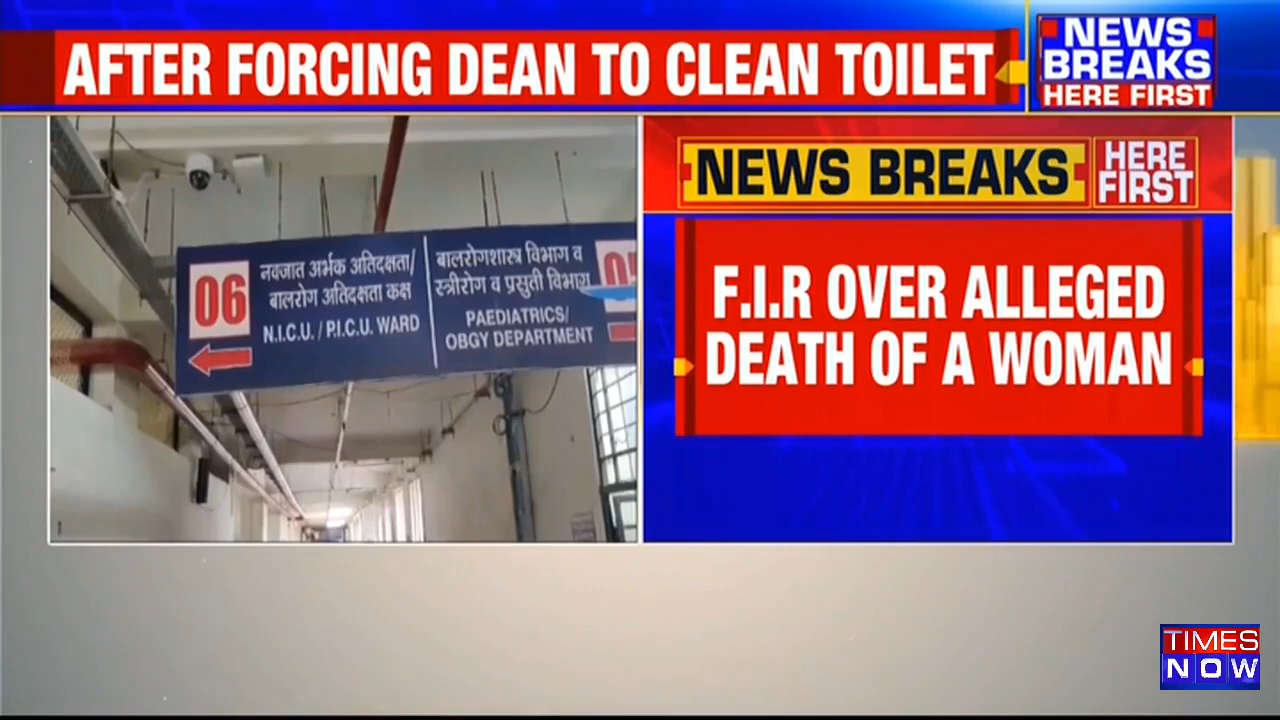 AFTER FORCING DEAN TO CLEAN TOILET
NEWS
BREAKS
HERE FIRST
06
नवजात अर्भक अतिदक्षता/
बालरोग अतिदक्षता कक्ष
N.I.C.U. / P.I.C.U. WARD
बालरोगशास्त्र विभाग व
स्त्रीरोग व प्रसुती विभाग
PAEDIATRICS/
OBGY DEPARTMENT
05
NEWS BREAKS
HERE
FIRST
F.I.R OVER ALLEGED
DEATH OF A WOMAN
TIMES
NOW